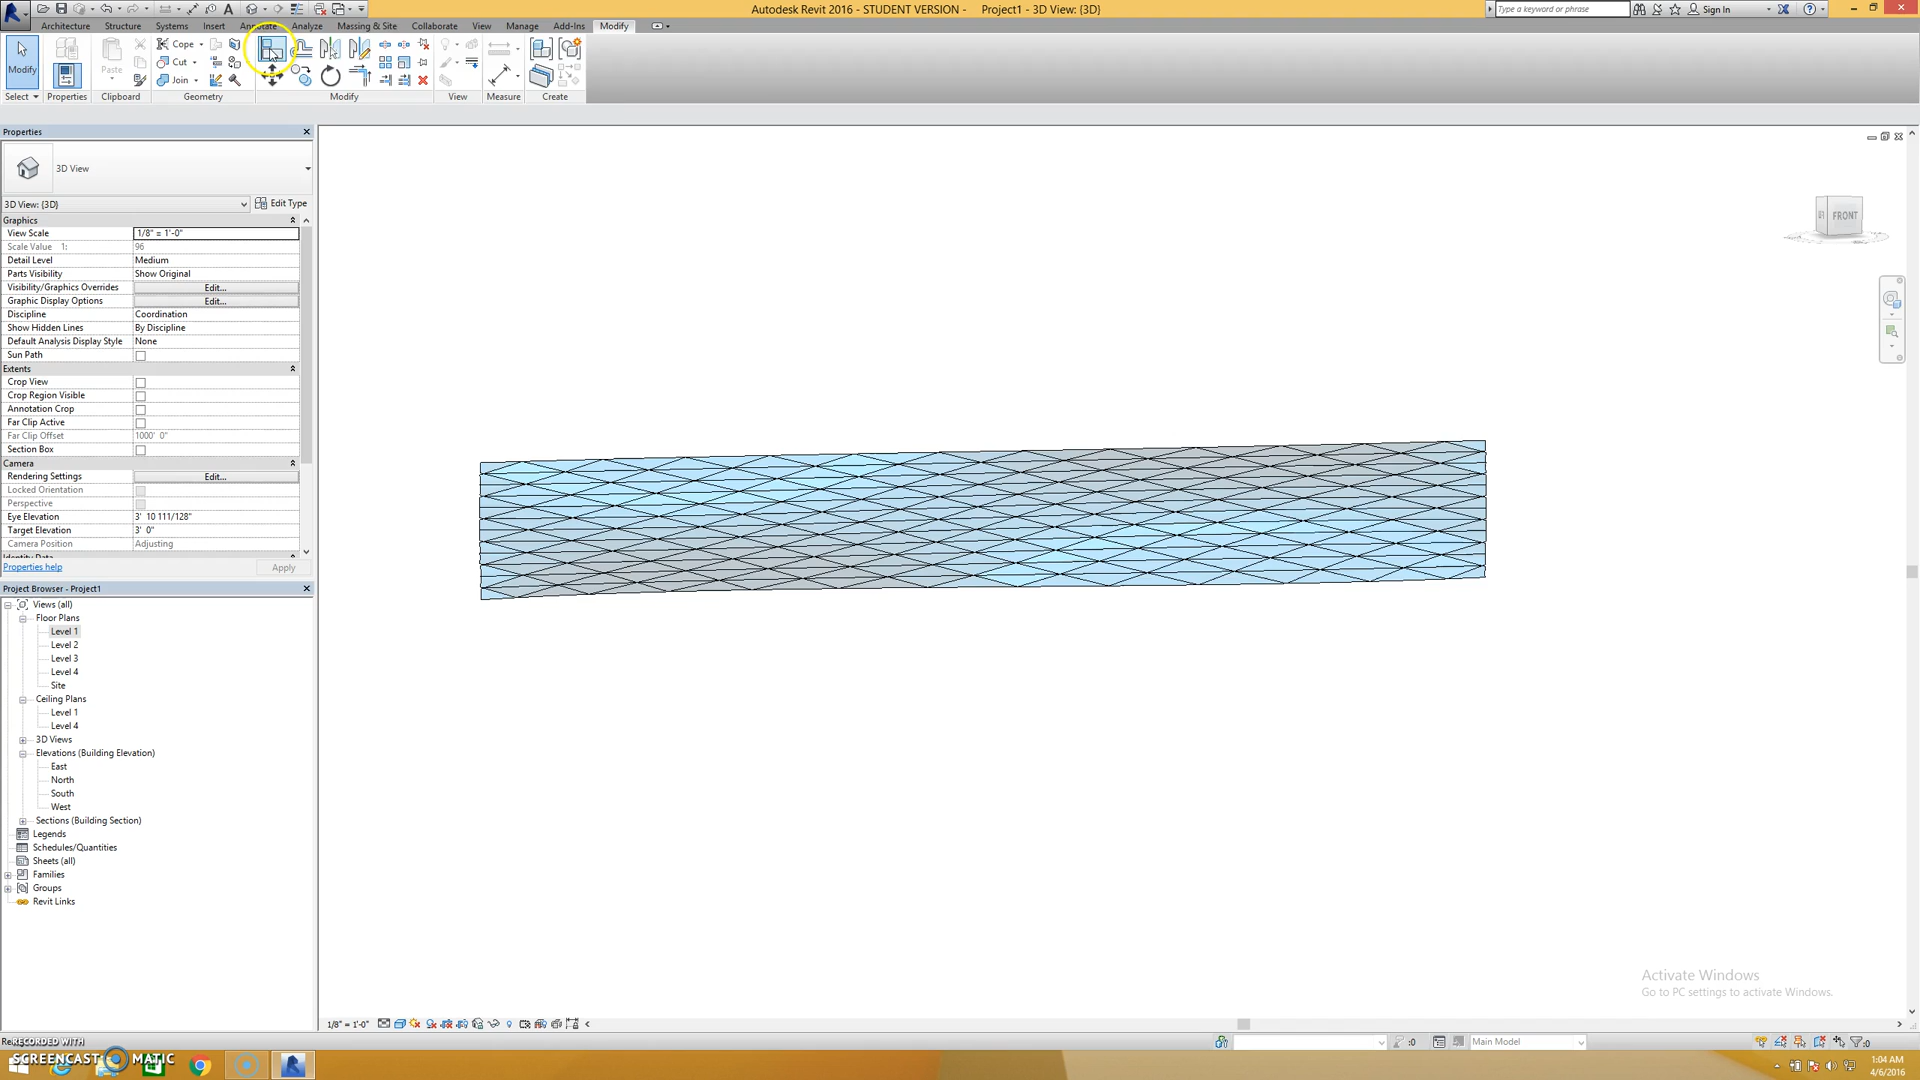 Autodesk Revit 2016 - STUDENT VERSION - Project1 - 3D View: {3D}
Type a keyword or phrase
Sign In
Architecture Structure Systems Insert Annotate Analyze Massing & Site Collaborate View Manage Add-Ins Modify
Modify
Paste
Cope
Cut
Join
Select Properties Clipboard Geometry Modify View Measure Create
Properties
3D View
3D View: {3D}
Edit Type
Graphics
View Scale 1/8" = 1'-0"
Scale Value 1: 96
Detail Level Medium
Parts Visibility Show Original
Visibility/Graphics Overrides Edit...
Graphic Display Options Edit...
Discipline Coordination
Show Hidden Lines By Discipline
Default Analysis Display Style None
Sun Path
Extents
Crop View
Crop Region Visible
Annotation Crop
Far Clip Active
Far Clip Offset 1000' 0"
Section Box
Camera
Rendering Settings Edit...
Locked Orientation
Perspective
Eye Elevation 3' 10 111/128"
Target Elevation 3' 0"
Camera Position Adjusting
Identity Data
Properties help
Apply
Project Browser - Project1
Views (all)
Floor Plans
Level 1
Level 2
Level 3
Level 4
Site
Ceiling Plans
Level 1
Level 4
3D Views
Elevations (Building Elevation)
East
North
South
West
Sections (Building Section)
Legends
Schedules/Quantities
Sheets (all)
Families
Groups
Revit Links
FRONT
Activate Windows
Go to PC settings to activate Windows.
1/8" = 1'-0"
:0
Main Model
:0
RECORDED WITH
SCREENCAST MATIC
1:04 AM
4/6/2016